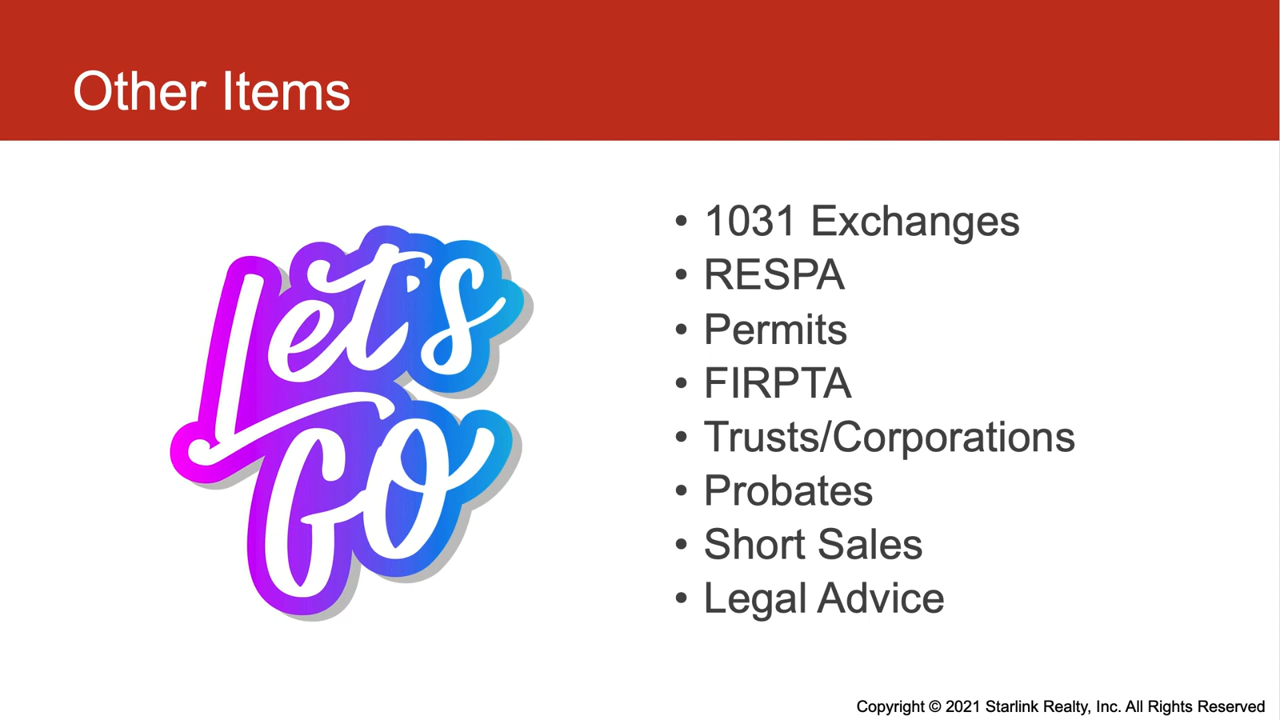 Other Items
Let's
Go
• 1031 Exchanges
• RESPA
• Permits
• FIRPTA
• Trusts/Corporations
• Probates
• Short Sales
• Legal Advice
Copyright © 2021 Starlink Realty, Inc. All Rights Reserved